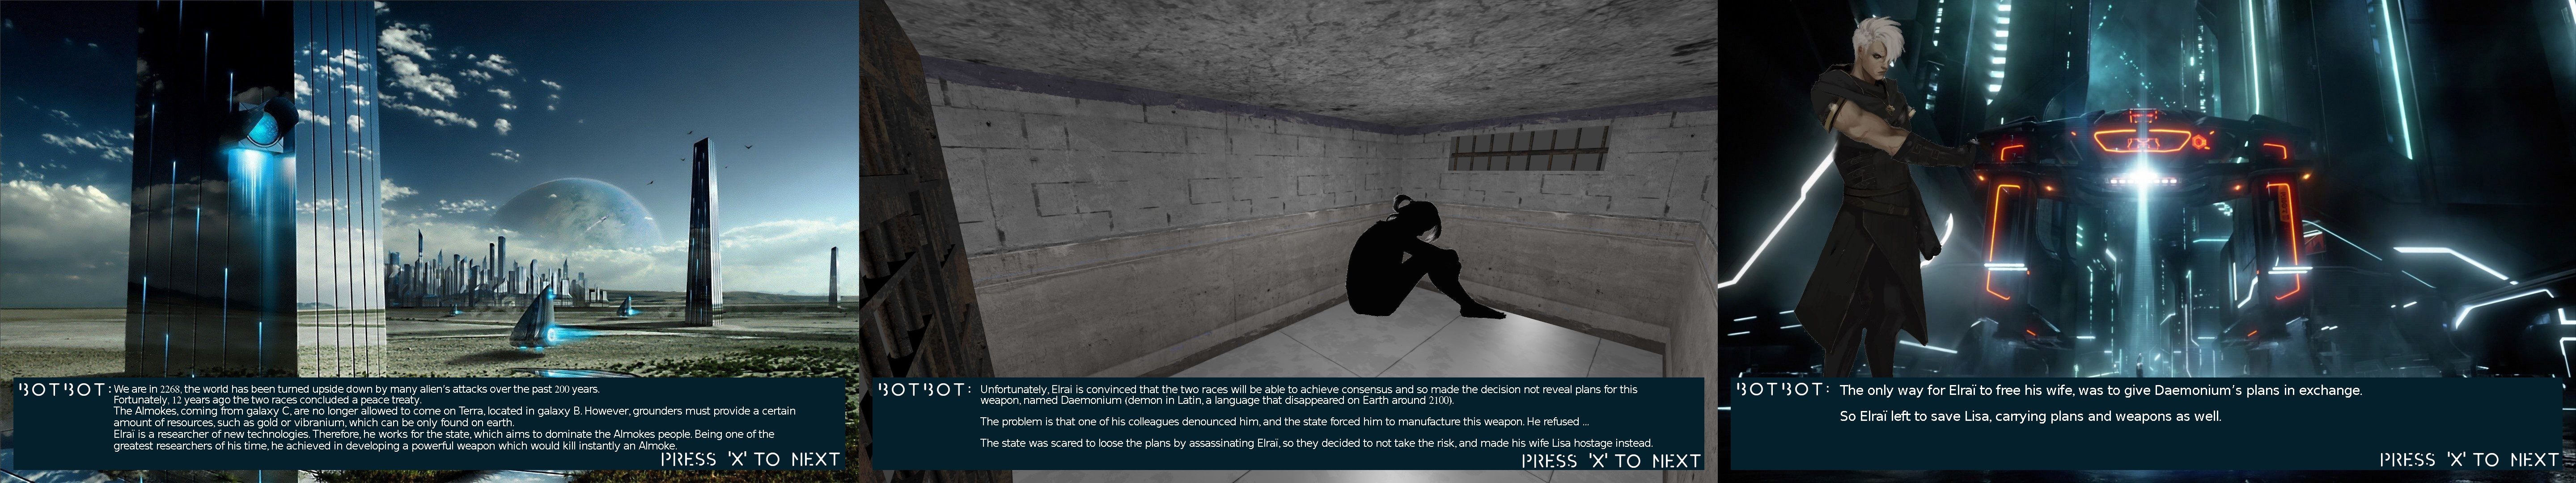 BOTBOT: We are in 2268, the world has been turned upside down by many alien's attacks over the past 200 years.
Fortunately, 12 years ago the two races concluded a peace treaty.
The Almokes, coming from galaxy C, are no longer allowed to come on Terra, located in galaxy B. However, grounders must provide a certain
amount of resources, such as gold or vibranium, which can be only found on earth.
Elraï is a researcher of new technologies. Therefore, he works for the state, which aims to dominate the Almokes people. Being one of the
greatest researchers of his time, he achieved in developing a powerful weapon which would kill instantly an Almoke.
PRESS 'X' TO NEXT
BOTBOT: Unfortunately, Elrai is convinced that the two races will be able to achieve consensus and so made the decision not reveal plans for this
weapon, named Daemonium (demon in Latin, a language that disappeared on Earth around 2100).
The problem is that one of his colleagues denounced him, and the state forced him to manufacture this weapon. He refused ...
The state was scared to loose the plans by assassinating Elraï, so they decided to not take the risk, and made his wife Lisa hostage instead.
PRESS 'X' TO NEXT
BOTBOT: The only way for Elraï to free his wife, was to give Daemonium's plans in exchange.
So Elraï left to save Lisa, carrying plans and weapons as well.
PRESS 'X' TO NEXT